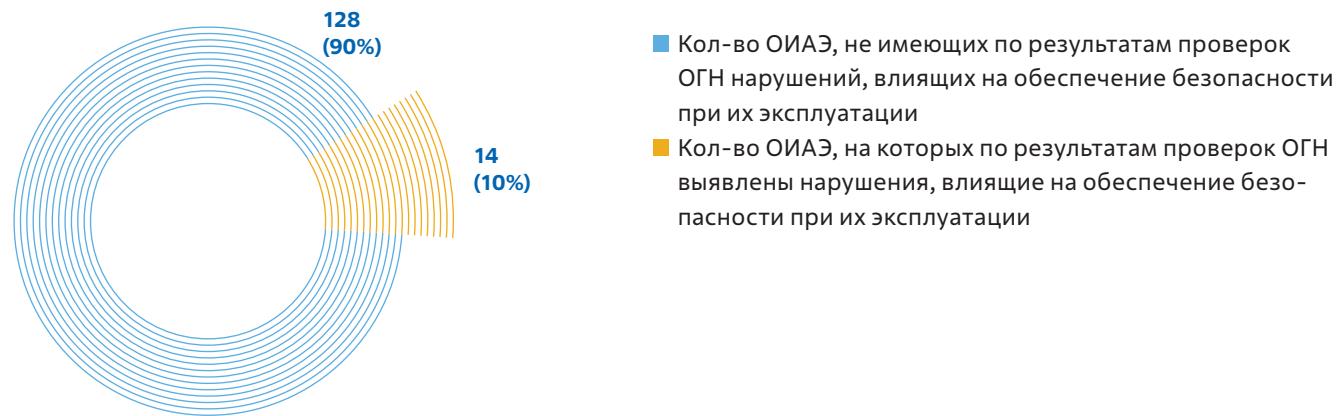 128
(90%)
14
(10%)
Кол-во ОИАЭ, не имеющих по результатам проверок
ОГН нарушений, влияющих на обеспечение безопасности
при их эксплуатации
Кол-во ОИАЭ, на которых по результатам проверок ОГН
выявлены нарушения, влияющие на обеспечение безо-
пасности при их эксплуатации